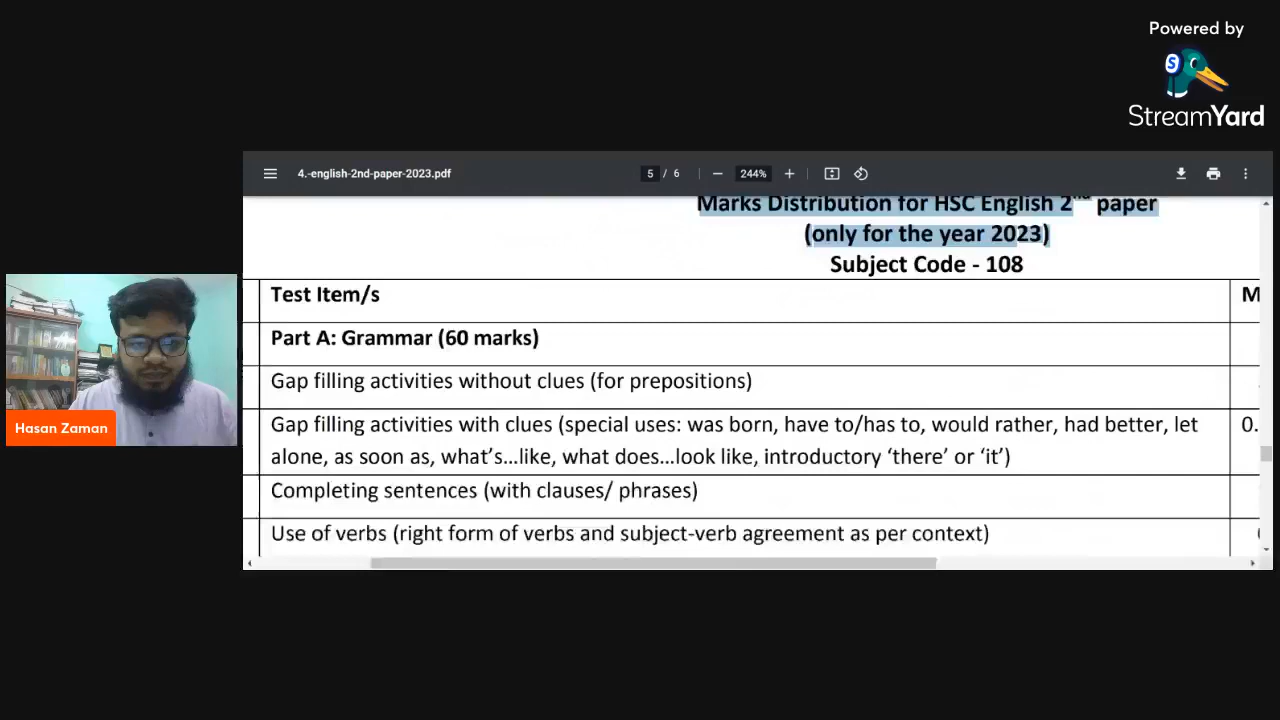 Powered by
StreamYard
4.-english-2nd-paper-2023.pdf
5 / 6
244%
Marks Distribution for HSC English 2nd paper
(only for the year 2023)
Subject Code - 108
Test Item/s
M
Part A: Grammar (60 marks)
Gap filling activities without clues (for prepositions)
Gap filling activities with clues (special uses: was born, have to/has to, would rather, had better, let
0.
alone, as soon as, what's...like, what does...look like, introductory 'there' or 'it')
Completing sentences (with clauses/ phrases)
Use of verbs (right form of verbs and subject-verb agreement as per context)
Hasan Zaman